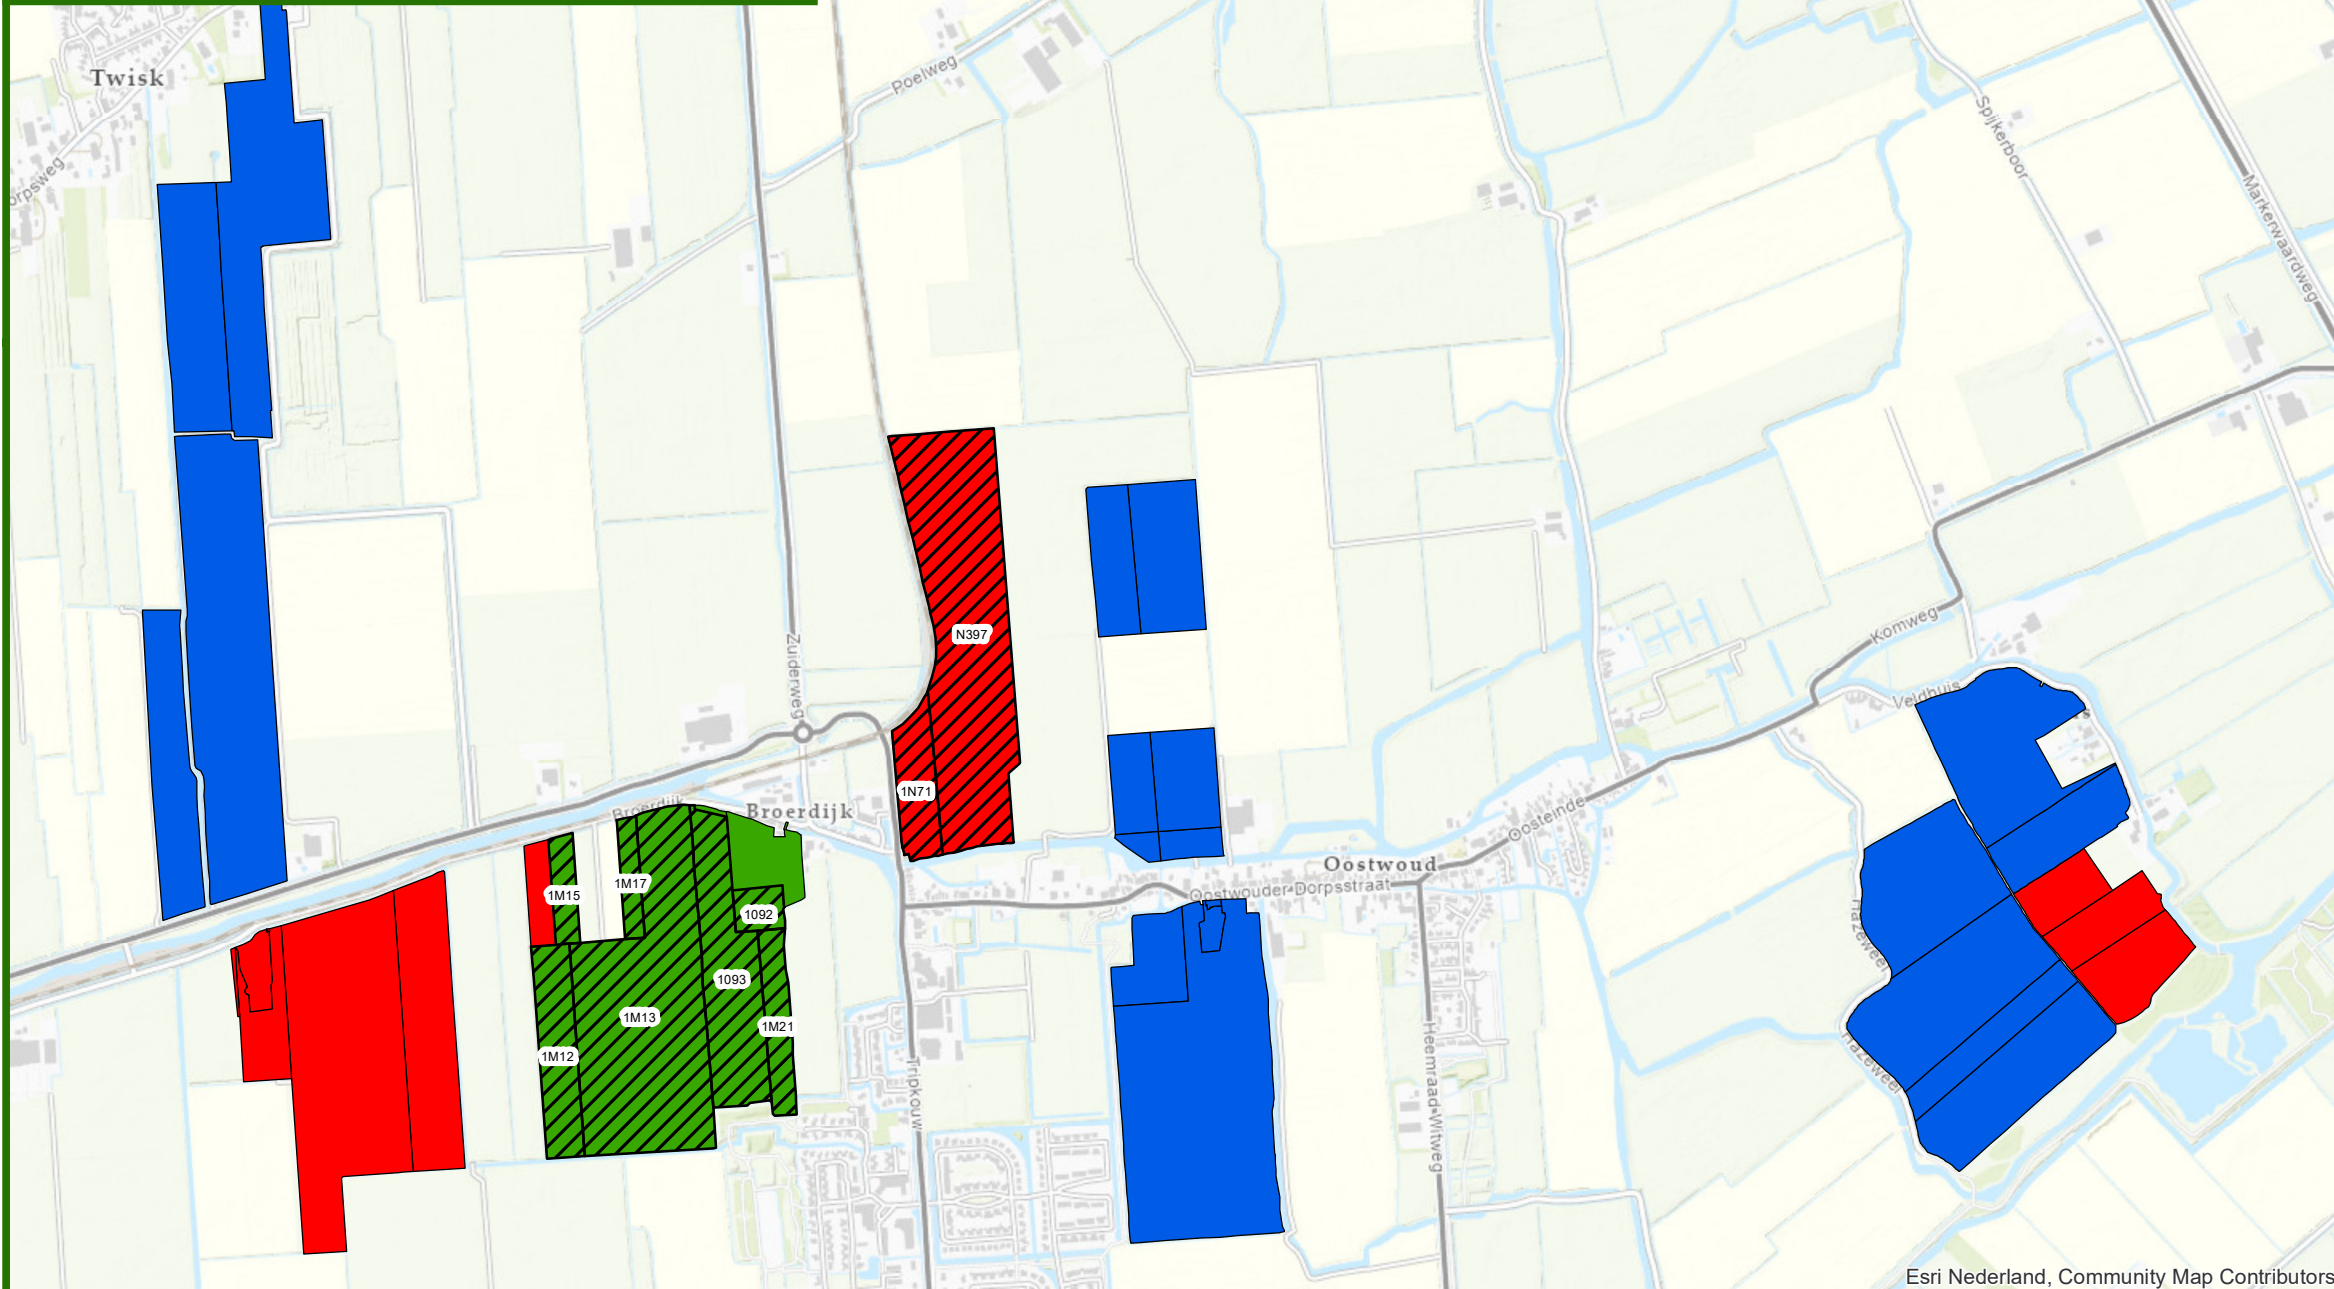 Twisk
Poelweg
orpsweg
Spijkerboor
Markerwaardweg
Zuiderweg
N397
Komweg
Veldhuis
1N71
Broerdijk
Broerdijk
Oosteinde
Oostwoud
Oostwouder Dorpsstraat
1M15
1M17
1092
1093
1M13
1M21
1M12
Hazeweel
Hazeweel
Tripkouw
Heemraad Witweg
Esri Nederland, Community Map Contributors